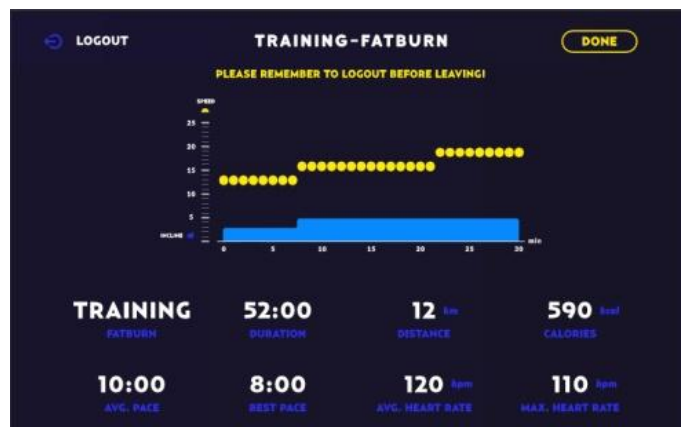 LOGOUT
TRAINING-FATBURN
DONE
PLEASE REMEMBER TO LOGOUT BEFORE LEAVING!
SPEED
25
20
15
10
5
INCLINE
0 5 10 15 20 25 30 min
TRAINING
FATBURN
52:00
DURATION
12 km
DISTANCE
590 kcal
CALORIES
10:00
AVG. PACE
8:00
BEST PACE
120 bpm
AVG. HEART RATE
110 bpm
MAX. HEART RATE